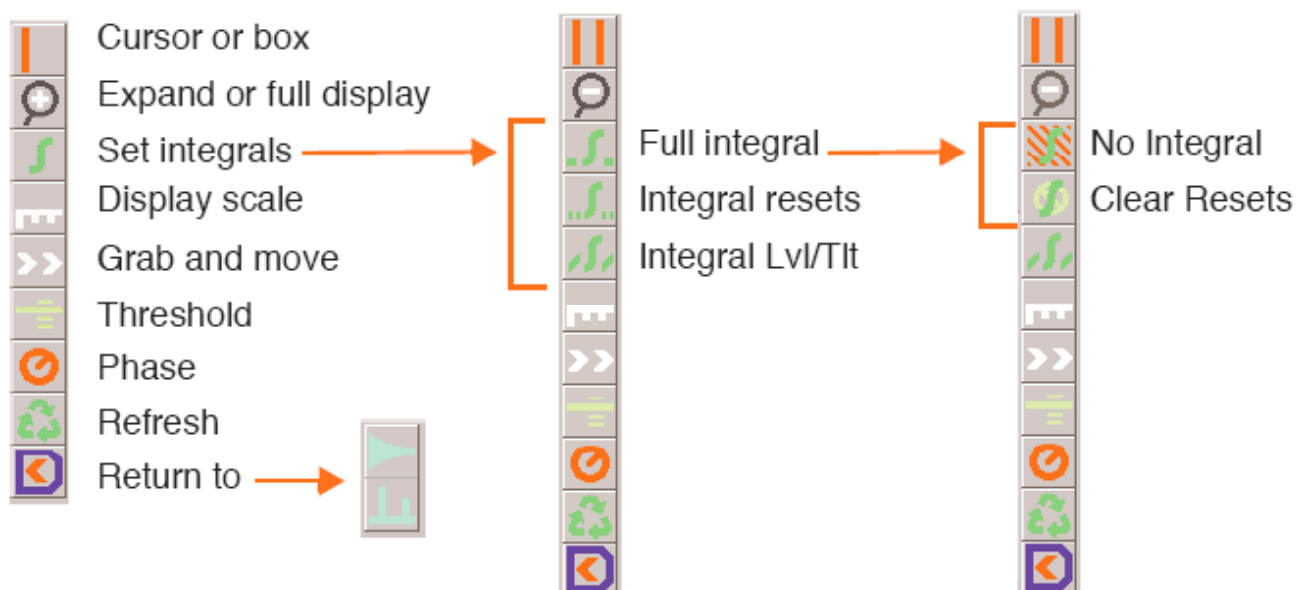 Cursor or box
Expand or full display
Set integrals
Display scale
Grab and move
Threshold
Phase
Refresh
Return to
Full integral
Integral resets
Integral Lvl/Tlt
No Integral
Clear Resets